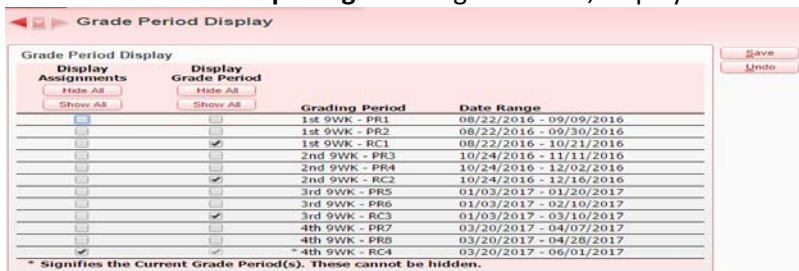 Grade Period Display
Grade Period Display
Save
Undo
Display Assignments
Display Grade Period
Hide All Hide All
Show All Show All
Grading Period Date Range
1st 9WK - PR1 08/22/2016 - 09/09/2016
1st 9WK - PR2 08/22/2016 - 09/30/2016
1st 9WK - RC1 08/22/2016 - 10/21/2016
2nd 9WK - PR3 10/24/2016 - 11/11/2016
2nd 9WK - PR4 10/24/2016 - 12/02/2016
2nd 9WK - RC2 10/24/2016 - 12/16/2016
3rd 9WK - PR5 01/03/2017 - 01/20/2017
3rd 9WK - PR6 01/03/2017 - 02/10/2017
3rd 9WK - RC3 01/03/2017 - 03/10/2017
4th 9WK - PR7 03/20/2017 - 04/07/2017
4th 9WK - PR8 03/20/2017 - 04/28/2017
* 4th 9WK - RC4 03/20/2017 - 06/01/2017
* Signifies the Current Grade Period(s). These cannot be hidden.